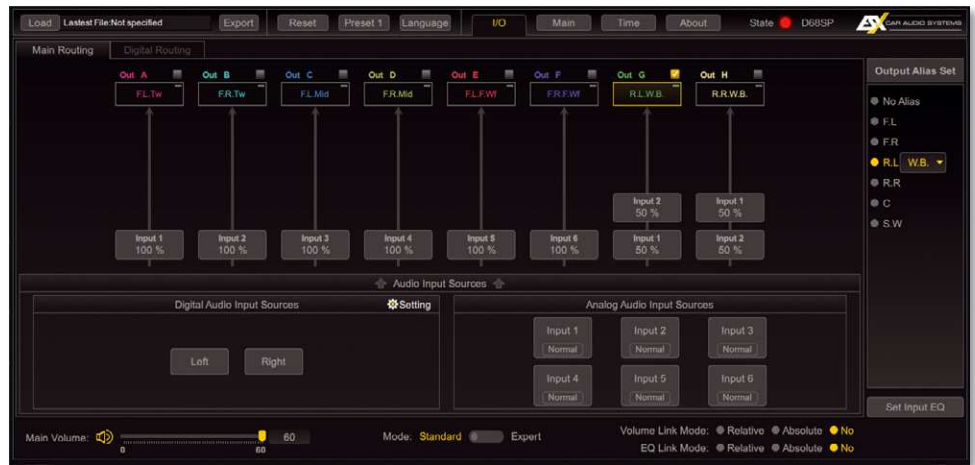 Load Lastest File:Not specified Export Reset Preset 1 Language I/O Main Time About State D68SP ESX CAR AUDIO SYSTEMS
Main Routing Digital Routing
Out A Out B Out C Out D Out E Out F Out G Out H
F.L.Tw F.R.Tw F.L.Mid F.R.Mid F.L.F.Wf F.R.F.Wf R.L.W.B. R.R.W.B.
Input 2 Input 1
50 % 50 %
Input 1 Input 2 Input 3 Input 4 Input 5 Input 6 Input 1 Input 2
100 % 100 % 100 % 100 % 100 % 100 % 50 % 50 %
Audio Input Sources
Digital Audio Input Sources Setting
Left Right
Analog Audio Input Sources
Input 1 Input 2 Input 3
Normal Normal Normal
Input 4 Input 5 Input 6
Normal Normal Normal
Output Alias Set
No Alias
F.L
F.R
R.L W.B.
R.R
C
S.W
Set Input EQ
Main Volume: 60
0 60
Mode: Standard Expert
Volume Link Mode: Relative Absolute No
EQ Link Mode: Relative Absolute No